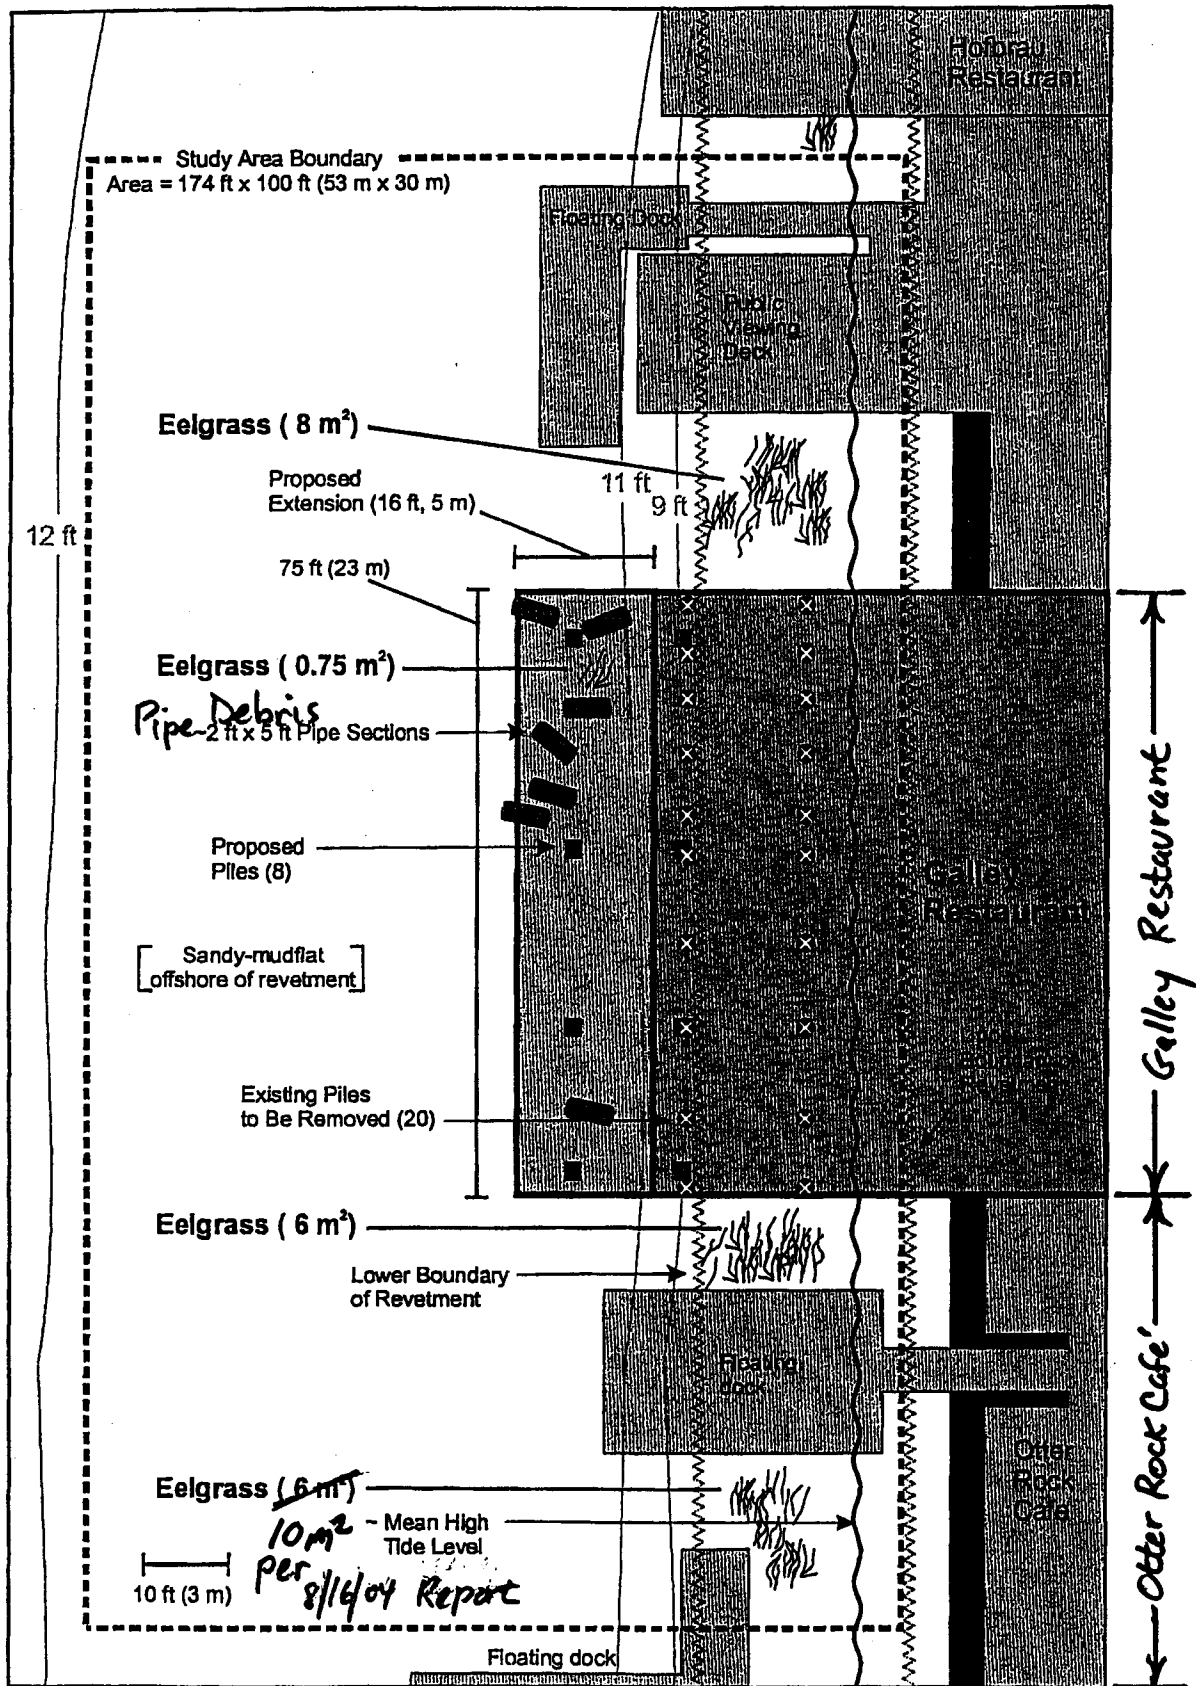 Hofbrau
Restaurant
Study Area Boundary
Area = 174 ft x 100 ft (53 m x 30 m)
Floating Dock
Public
Viewing
Deck
Eelgrass ( 8 m²)
Proposed
Extension (16 ft, 5 m)
11 ft
9 ft
12 ft
75 ft (23 m)
Eelgrass ( 0.75 m²)
Pipe Debris
~2 ft x 5 ft Pipe Sections
Proposed
Piles (8)
Galley
Restaurant
Galley Restaurant
Sandy-mudflat
offshore of revetment
Existing Piles
to Be Removed (20)
Eelgrass ( 6 m²)
Lower Boundary
of Revetment
Floating
dock
Otter
Rock
Cafe
Otter Rock Café
Eelgrass ( 6 m²)
10 m²
per
8/16/04 Report
~ Mean High
Tide Level
10 ft (3 m)
Floating dock